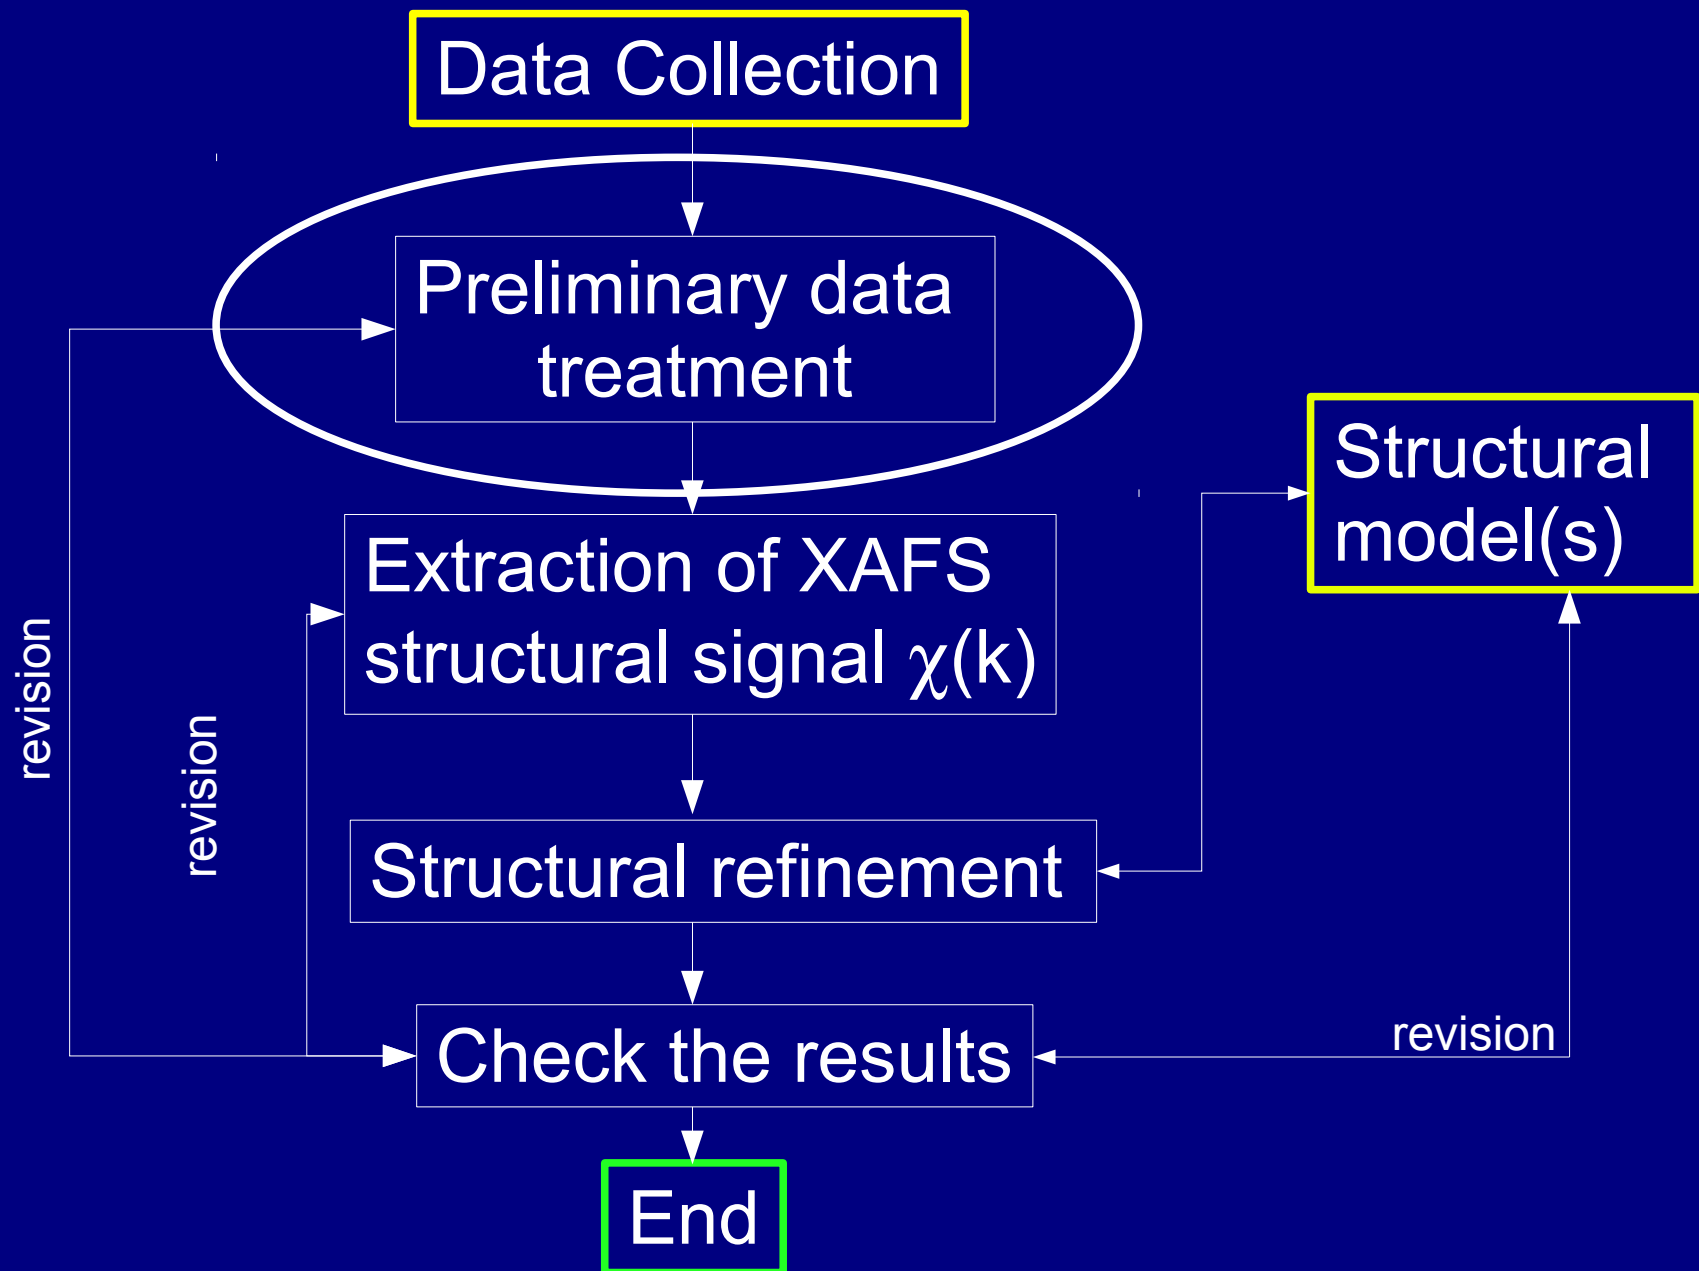 Data Collection
Preliminary data
treatment
Structural
model(s)
Extraction of XAFS
structural signal χ(k)
revision
revision
Structural refinement
Check the results
revision
End